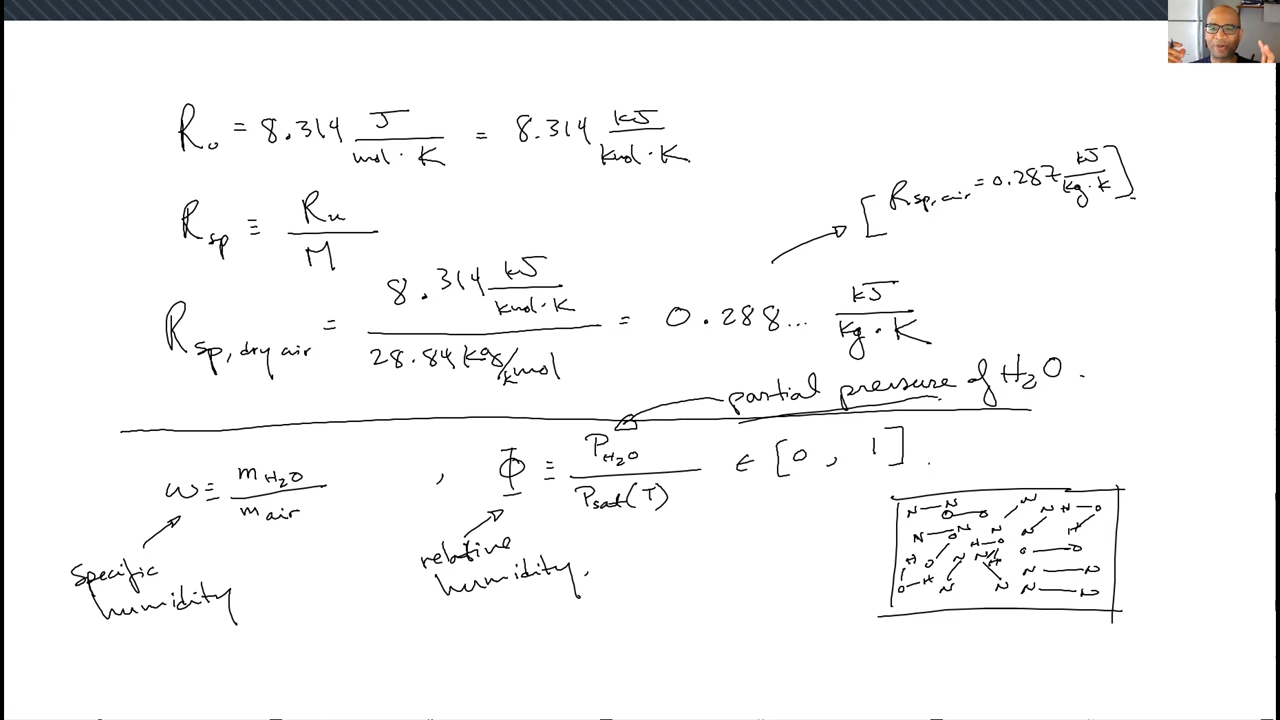 R₀ = 8.314 J/mol·K = 8.314 kJ/kmol·K
[R_sp,air = 0.287 kJ/kg·K]
R_sp ≡ R_u/M
R_sp, dry air = (8.314 kJ/kmol·K)/(28.84 kg/kmol) = 0.288... kJ/kg·K
partial pressure of H₂O.
ω ≡ m_H₂O/m_air , Φ ≡ P_H₂O/P_sat(T) ∈ [0, 1].
specific
humidity
relative
humidity.
N N N N H O
O O
N O N N N H
H O H O O O
N N H
N N
O H N N N N